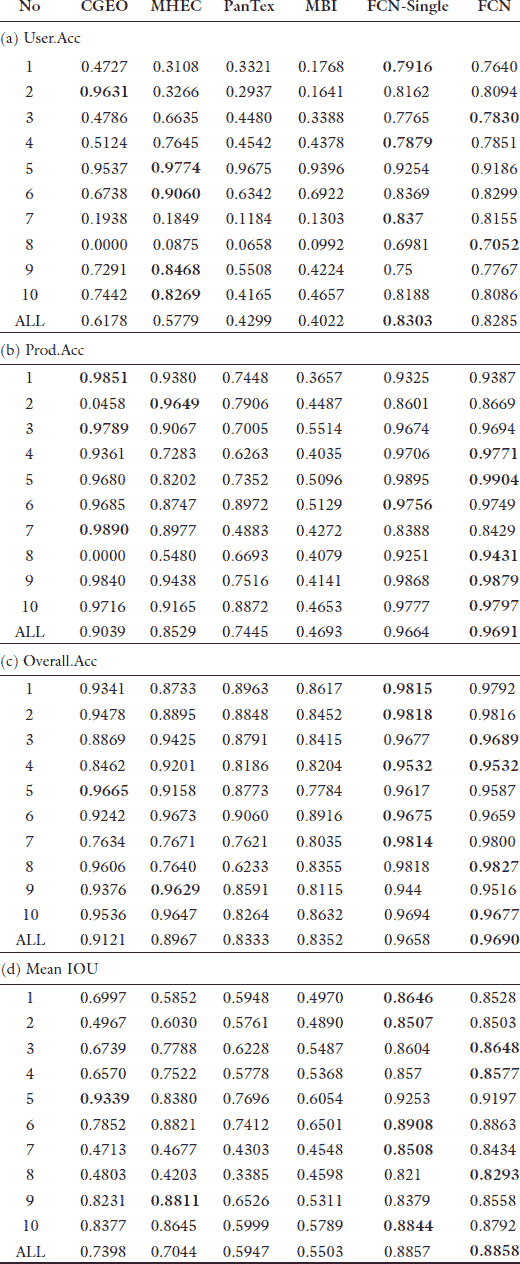 No CGEO MHEC PanTex MBI FCN-Single FCN
(a) User.Acc
1 0.4727 0.3108 0.3321 0.1768 0.7916 0.7640
2 0.9631 0.3266 0.2937 0.1641 0.8162 0.8094
3 0.4786 0.6635 0.4480 0.3388 0.7765 0.7830
4 0.5124 0.7645 0.4542 0.4378 0.7879 0.7851
5 0.9537 0.9774 0.9675 0.9396 0.9254 0.9186
6 0.6738 0.9060 0.6342 0.6922 0.8369 0.8299
7 0.1938 0.1849 0.1184 0.1303 0.837 0.8155
8 0.0000 0.0875 0.0658 0.0992 0.6981 0.7052
9 0.7291 0.8468 0.5508 0.4224 0.75 0.7767
10 0.7442 0.8269 0.4165 0.4657 0.8188 0.8086
ALL 0.6178 0.5779 0.4299 0.4022 0.8303 0.8285
(b) Prod.Acc
1 0.9851 0.9380 0.7448 0.3657 0.9325 0.9387
2 0.0458 0.9649 0.7906 0.4487 0.8601 0.8669
3 0.9789 0.9067 0.7005 0.5514 0.9674 0.9694
4 0.9361 0.7283 0.6263 0.4035 0.9706 0.9771
5 0.9680 0.8202 0.7352 0.5096 0.9895 0.9904
6 0.9685 0.8747 0.8972 0.5129 0.9756 0.9749
7 0.9890 0.8977 0.4883 0.4272 0.8388 0.8429
8 0.0000 0.5480 0.6693 0.4079 0.9251 0.9431
9 0.9840 0.9438 0.7516 0.4141 0.9868 0.9879
10 0.9716 0.9165 0.8872 0.4653 0.9777 0.9797
ALL 0.9039 0.8529 0.7445 0.4693 0.9664 0.9691
(c) Overall.Acc
1 0.9341 0.8733 0.8963 0.8617 0.9815 0.9792
2 0.9478 0.8895 0.8848 0.8452 0.9818 0.9816
3 0.8869 0.9425 0.8791 0.8415 0.9677 0.9689
4 0.8462 0.9201 0.8186 0.8204 0.9532 0.9532
5 0.9665 0.9158 0.8773 0.7784 0.9617 0.9587
6 0.9242 0.9673 0.9060 0.8916 0.9675 0.9659
7 0.7634 0.7671 0.7621 0.8035 0.9814 0.9800
8 0.9606 0.7640 0.6233 0.8355 0.9818 0.9827
9 0.9376 0.9629 0.8591 0.8115 0.944 0.9516
10 0.9536 0.9647 0.8264 0.8632 0.9694 0.9677
ALL 0.9121 0.8967 0.8333 0.8352 0.9658 0.9690
(d) Mean IOU
1 0.6997 0.5852 0.5948 0.4970 0.8646 0.8528
2 0.4967 0.6030 0.5761 0.4890 0.8507 0.8503
3 0.6739 0.7788 0.6228 0.5487 0.8604 0.8648
4 0.6570 0.7522 0.5778 0.5368 0.857 0.8577
5 0.9339 0.8380 0.7696 0.6054 0.9253 0.9197
6 0.7852 0.8821 0.7412 0.6501 0.8908 0.8863
7 0.4713 0.4677 0.4303 0.4548 0.8508 0.8434
8 0.4803 0.4203 0.3385 0.4598 0.821 0.8293
9 0.8231 0.8811 0.6526 0.5311 0.8379 0.8558
10 0.8377 0.8645 0.5999 0.5789 0.8844 0.8792
ALL 0.7398 0.7044 0.5947 0.5503 0.8857 0.8858